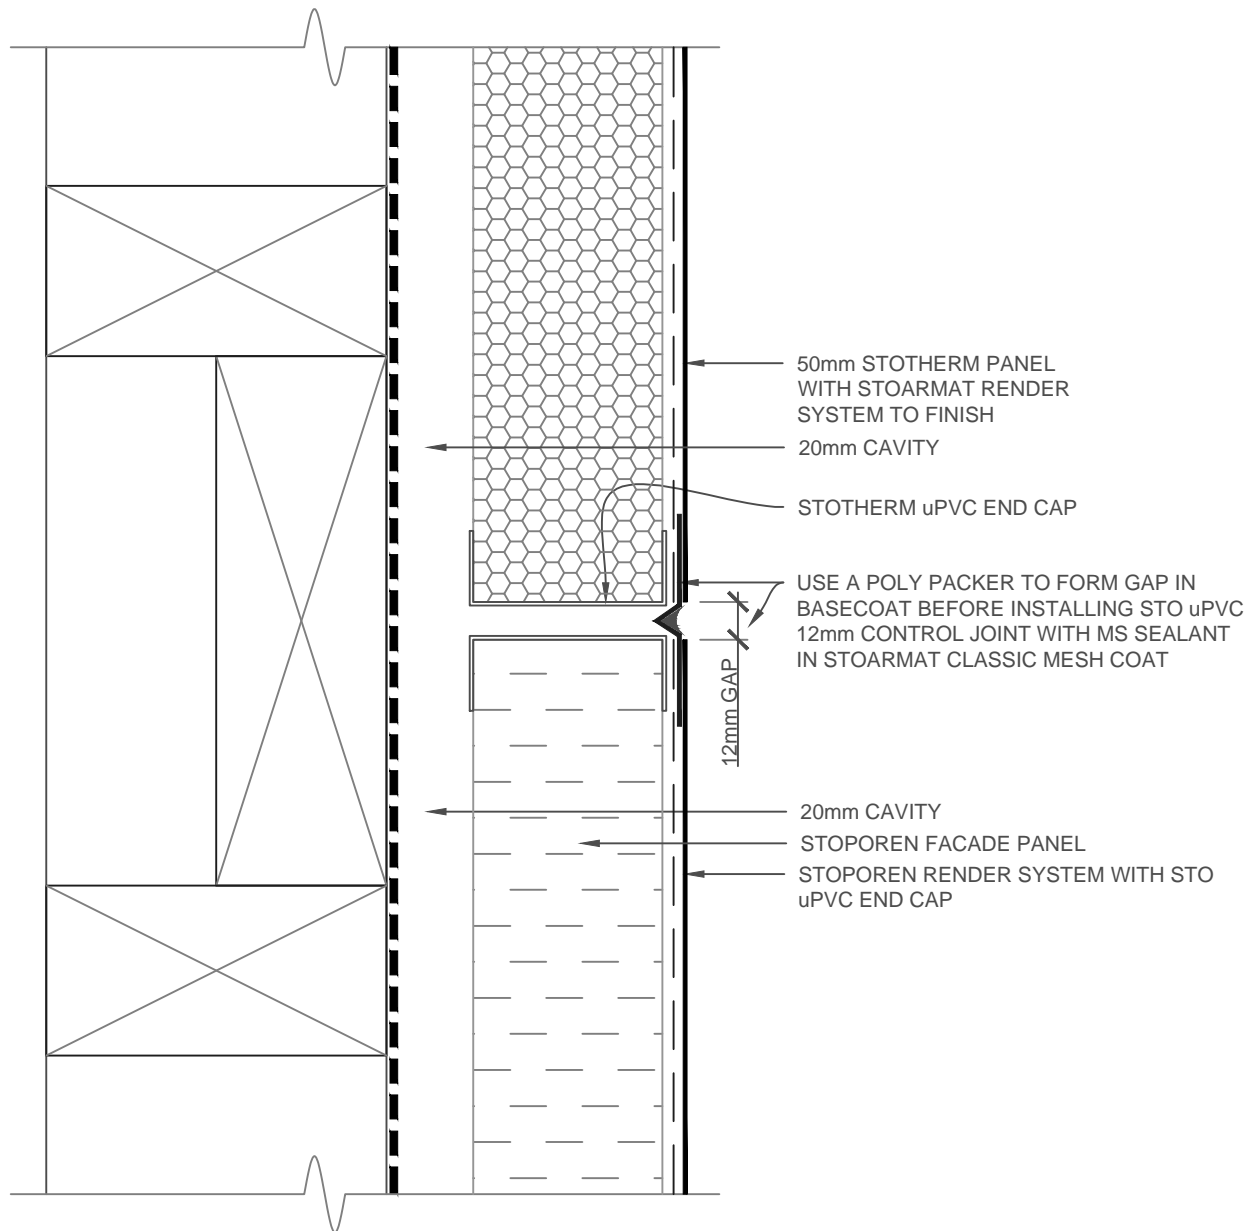 50mm STOTHERM PANEL
WITH STOARMAT RENDER
SYSTEM TO FINISH
20mm CAVITY
STOTHERM uPVC END CAP
USE A POLY PACKER TO FORM GAP IN
BASECOAT BEFORE INSTALLING STO uPVC
12mm CONTROL JOINT WITH MS SEALANT
IN STOARMAT CLASSIC MESH COAT
12mm GAP
20mm CAVITY
STOPOREN FACADE PANEL
STOPOREN RENDER SYSTEM WITH STO
uPVC END CAP